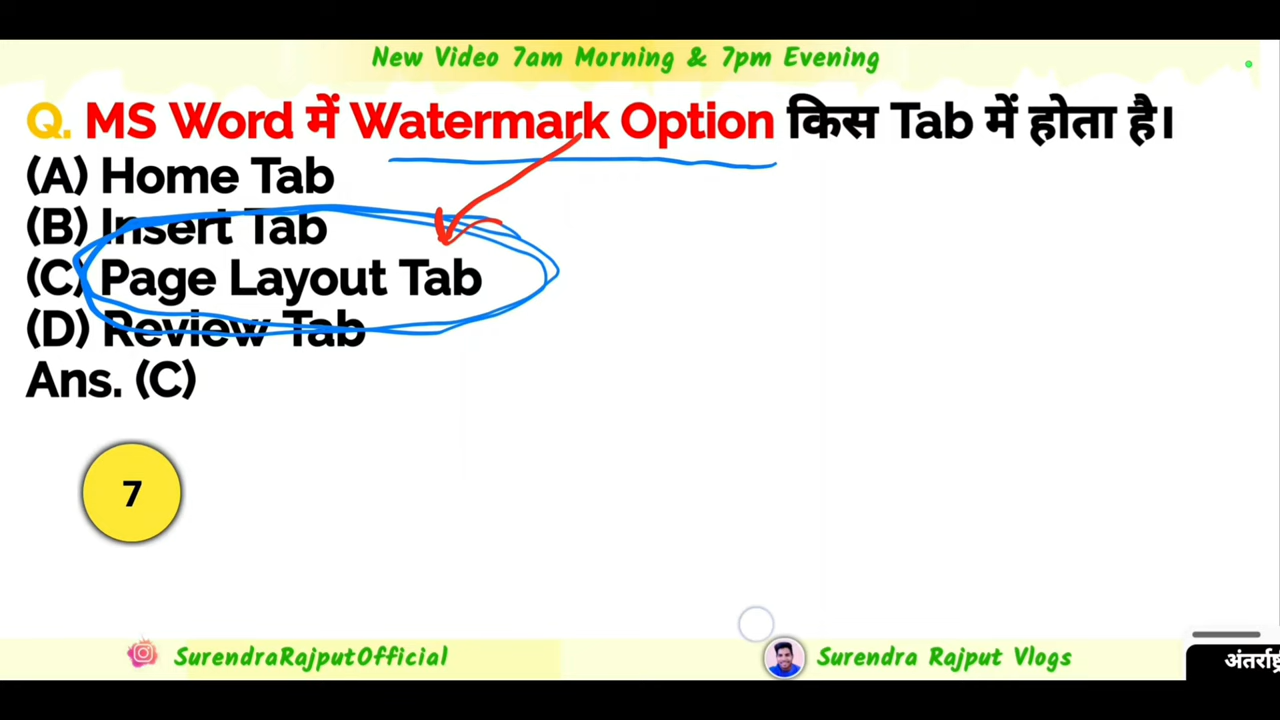 New Video 7am Morning & 7pm Evening
Q. MS Word में Watermark Option किस Tab में होता है।
(A) Home Tab
(B) Insert Tab
(C) Page Layout Tab
(D) Review Tab
Ans. (C)
7
SurendraRajputOfficial
Surendra Rajput Vlogs